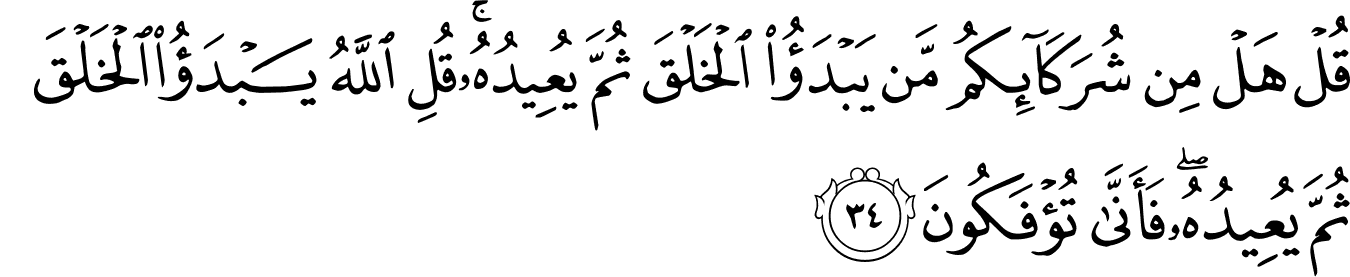 قُلْ هَلْ مِن شُرَكَآئِكُم مَّن يَبْدَؤُا۟ ٱلْخَلْقَ ثُمَّ يُعِيدُهُۥ ۚ قُلِ ٱللَّهُ يَبْدَؤُا۟ ٱلْخَلْقَ
ثُمَّ يُعِيدُهُۥ ۖ فَأَنَّىٰ تُؤْفَكُونَ ٣٤